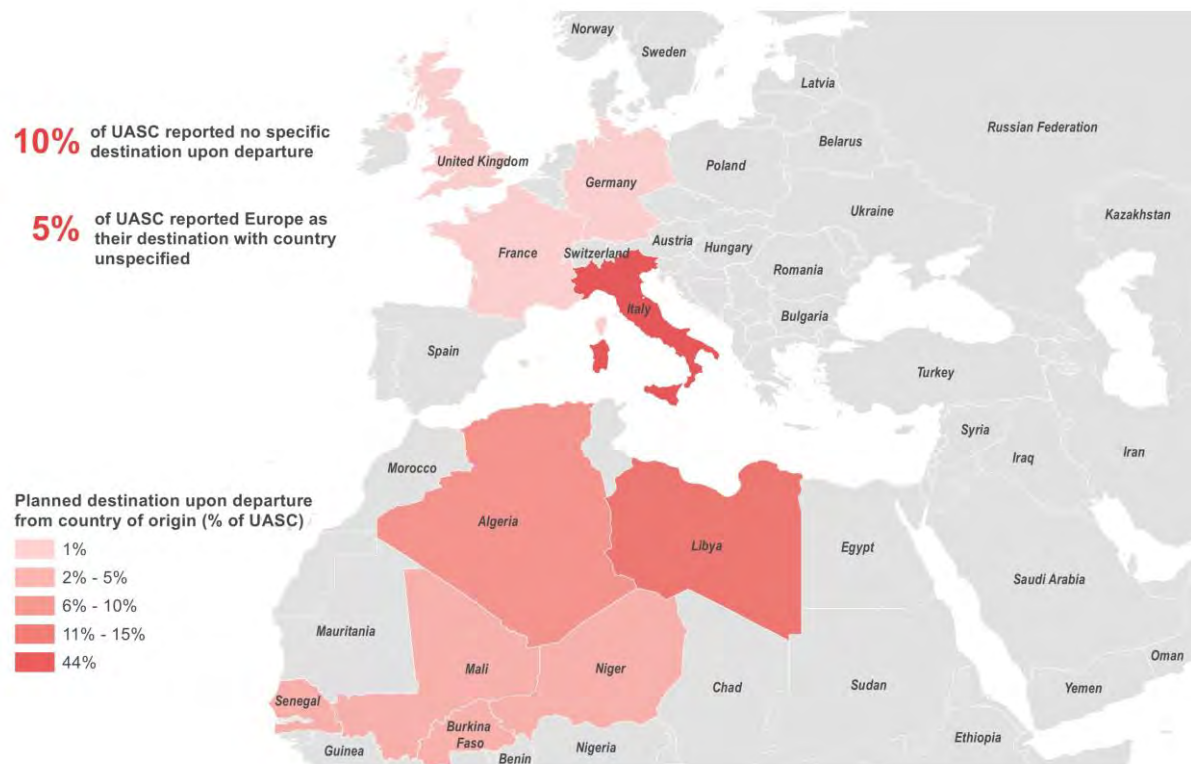 10%
of UASC reported no specific
destination upon departure
5%
of UASC reported Europe as
their destination with country
unspecified
Planned destination upon departure
from country of origin (% of UASC)
1%
2% - 5%
6% - 10%
11% - 15%
44%
Norway
Sweden
Latvia
Russian Federation
Belarus
United Kingdom
Poland
Germany
Ukraine
Kazakhstan
Austria
Hungary
France
Switzerland
Romania
Italy
Bulgaria
Spain
Turkey
Syria
Iraq
Iran
Morocco
Algeria
Libya
Egypt
Saudi Arabia
Mauritania
Mali
Niger
Chad
Sudan
Oman
Yemen
Senegal
Burkina
Faso
Guinea
Benin
Nigeria
Ethiopia